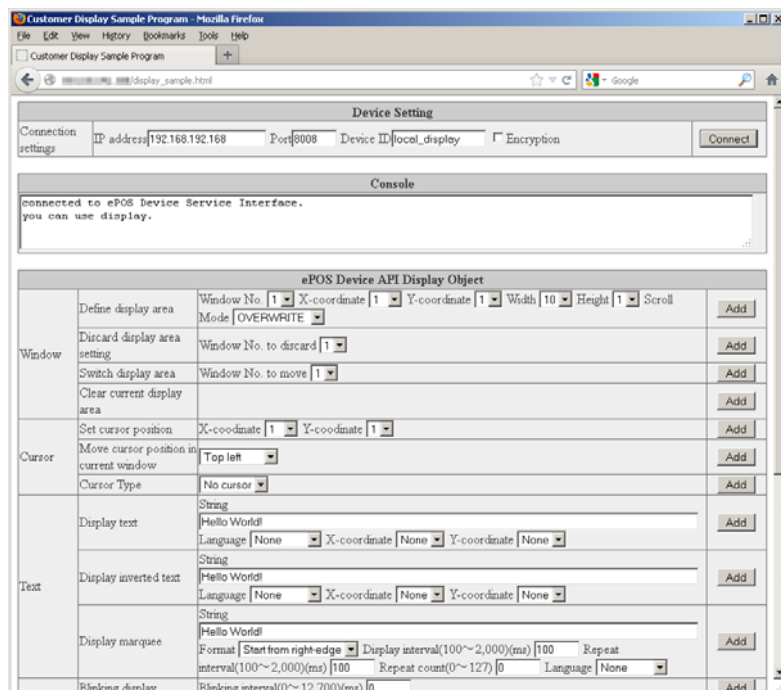 Customer Display Sample Program - Mozilla Firefox
File Edit View History Bookmarks Tools Help
Customer Display Sample Program +
/display_sample.html Google
Device Setting
Connection settings IP address 192.168.192.168 Port 8008 Device ID local_display Encryption Connect
Console
connected to ePOS Device Service Interface.
you can use display.
ePOS Device API Display Object
Window
Define display area
Window No. 1 X-coordinate 1 Y-coordinate 1 Width 10 Height 1 Scroll
Mode OVERWRITE
Add
Discard display area
setting
Window No. to discard 1
Add
Switch display area
Window No. to move 1
Add
Clear current display
area
Add
Cursor
Set cursor position
X-coodinate 1 Y-coodinate 1
Add
Move cursor position in
current window
Top left
Add
Cursor Type
No cursor
Add
Text
Display text
String
Hello World!
Language None X-coordinate None Y-coordinate None
Add
Display inverted text
String
Hello World!
Language None X-coordinate None Y-coordinate None
Add
Display marquee
String
Hello World!
Format Start from right-edge Display interval(100~2,000)(ms) 100 Repeat
interval(100~2,000)(ms) 100 Repeat count(0~127) 0 Language None
Add
Blinking display
Blinking interval(0~12,700)(ms) 0
Add